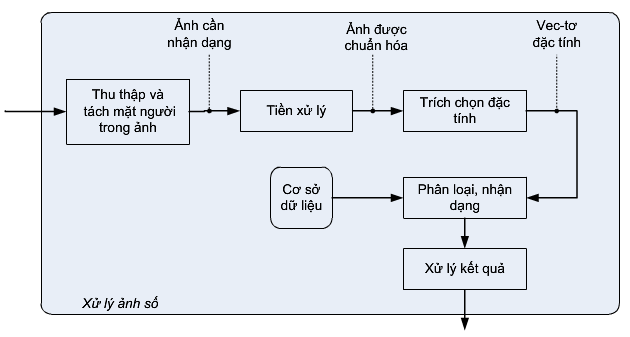 Ảnh cần
nhận dạng
Ảnh được
chuẩn hóa
Vec-tơ
đặc tính
Thu thập và
tách mặt người
trong ảnh
Tiền xử lý
Trích chọn đặc
tính
Cơ sở
dữ liệu
Phân loại, nhận
dạng
Xử lý kết quả
Xử lý ảnh số